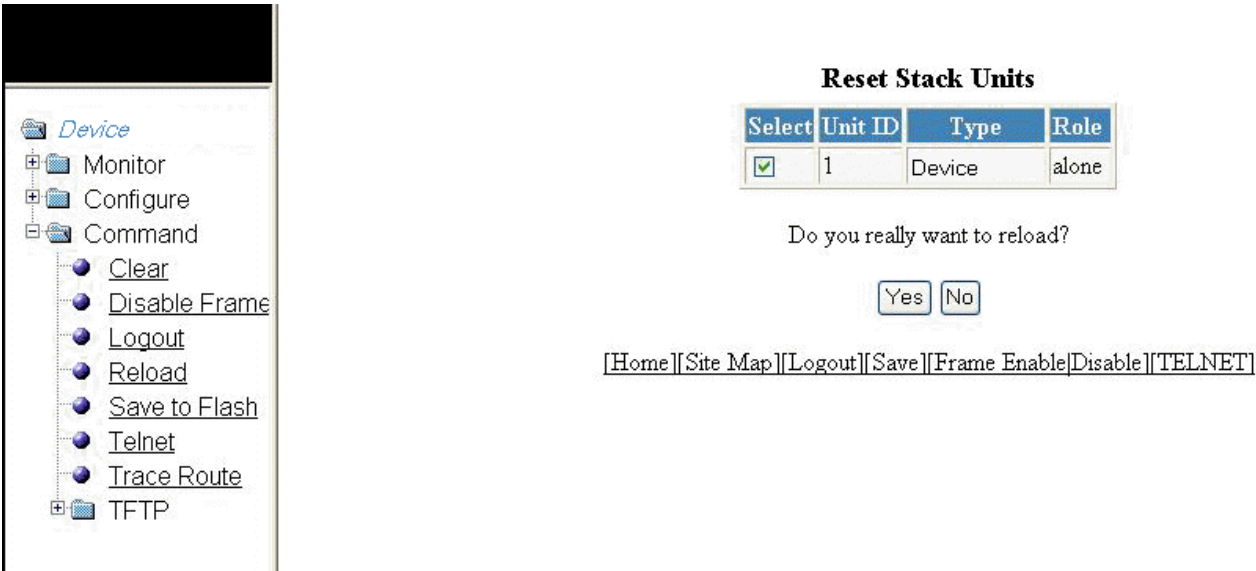 Device
Monitor
Configure
Command
Clear
Disable Frame
Logout
Reload
Save to Flash
Telnet
Trace Route
TFTP
Reset Stack Units
Select Unit ID Type Role
1 Device alone
Do you really want to reload?
Yes No
[Home][Site Map][Logout][Save][Frame Enable|Disable][TELNET]